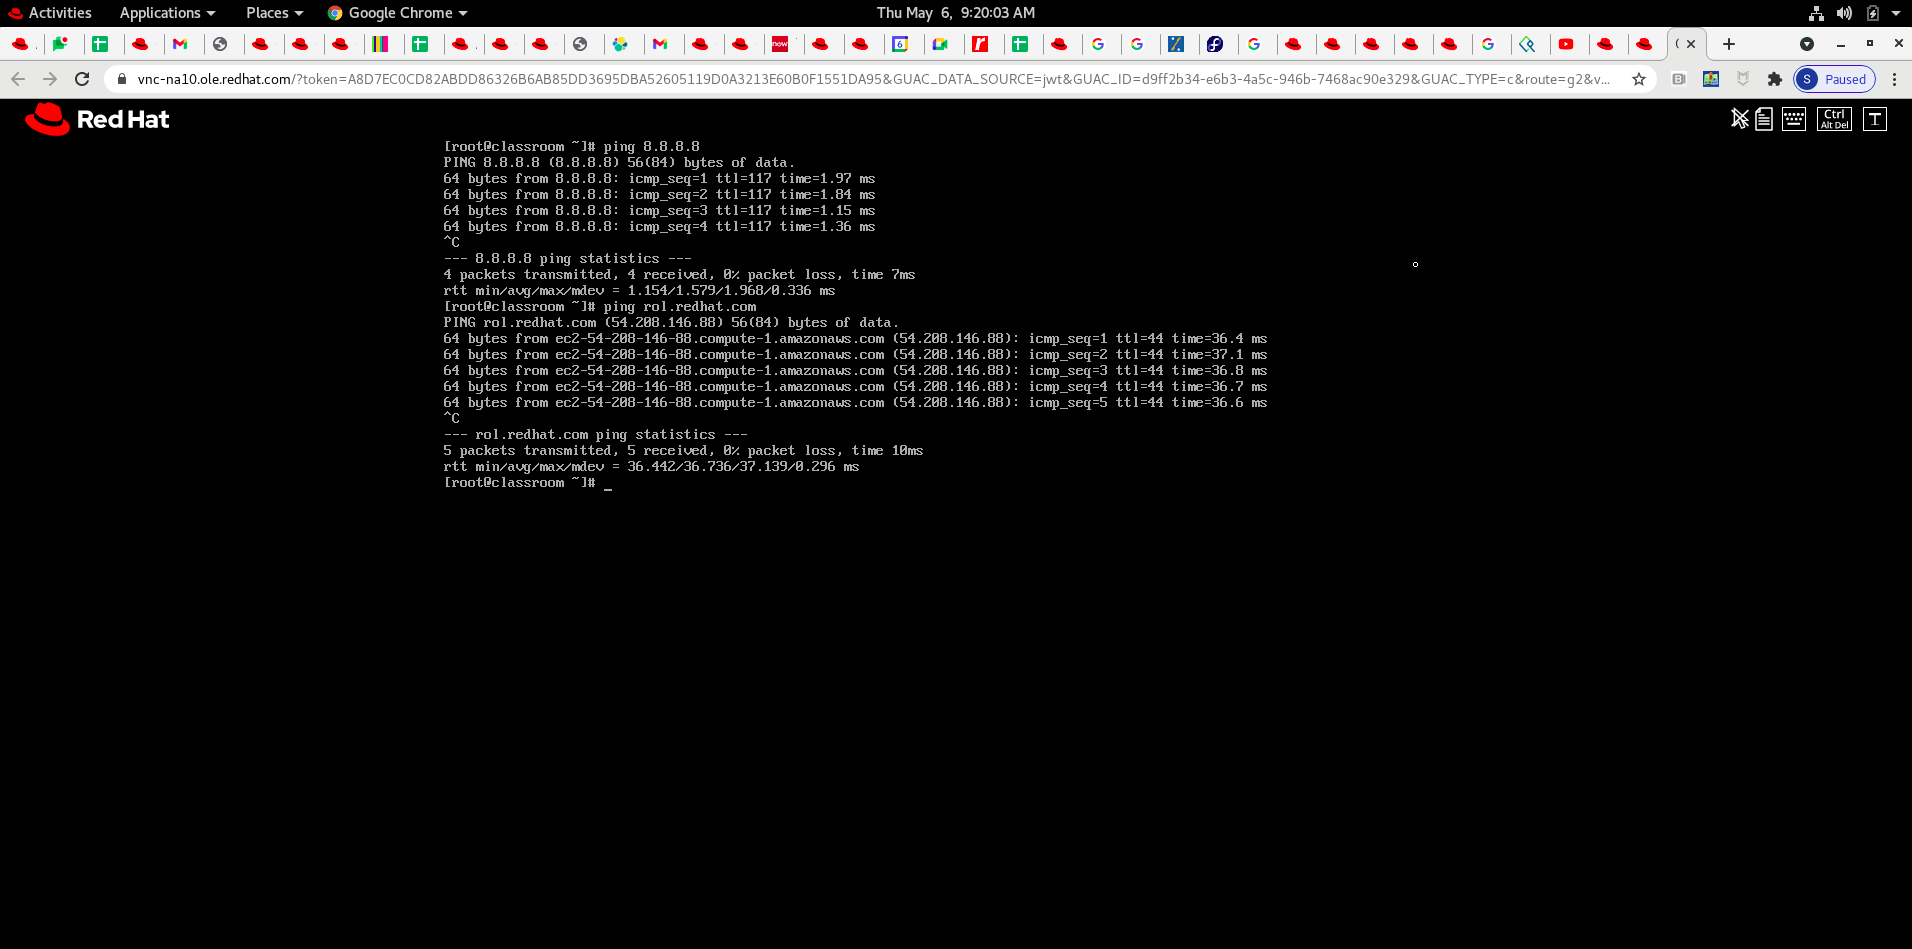 Activities Applications Places Google Chrome Thu May 6, 9:20:03 AM
now 6
vnc-na10.ole.redhat.com/?token=A8D7EC0CD82ABDD86326B6AB85DD3695DBA52605119D0A3213E60B0F1551DA95&GUAC_DATA_SOURCE=jwt&GUAC_ID=d9ff2b34-e6b3-4a5c-946b-7468ac90e329&GUAC_TYPE=c&route=g2&v... S Paused
Red Hat
Ctrl
Alt Del
[root@classroom ~]# ping 8.8.8.8
PING 8.8.8.8 (8.8.8.8) 56(84) bytes of data.
64 bytes from 8.8.8.8: icmp_seq=1 ttl=117 time=1.97 ms
64 bytes from 8.8.8.8: icmp_seq=2 ttl=117 time=1.84 ms
64 bytes from 8.8.8.8: icmp_seq=3 ttl=117 time=1.15 ms
64 bytes from 8.8.8.8: icmp_seq=4 ttl=117 time=1.36 ms
^C
--- 8.8.8.8 ping statistics ---
4 packets transmitted, 4 received, 0% packet loss, time 7ms
rtt min/avg/max/mdev = 1.154/1.579/1.968/0.336 ms
[root@classroom ~]# ping rol.redhat.com
PING rol.redhat.com (54.208.146.88) 56(84) bytes of data.
64 bytes from ec2-54-208-146-88.compute-1.amazonaws.com (54.208.146.88): icmp_seq=1 ttl=44 time=36.4 ms
64 bytes from ec2-54-208-146-88.compute-1.amazonaws.com (54.208.146.88): icmp_seq=2 ttl=44 time=37.1 ms
64 bytes from ec2-54-208-146-88.compute-1.amazonaws.com (54.208.146.88): icmp_seq=3 ttl=44 time=36.8 ms
64 bytes from ec2-54-208-146-88.compute-1.amazonaws.com (54.208.146.88): icmp_seq=4 ttl=44 time=36.7 ms
64 bytes from ec2-54-208-146-88.compute-1.amazonaws.com (54.208.146.88): icmp_seq=5 ttl=44 time=36.6 ms
^C
--- rol.redhat.com ping statistics ---
5 packets transmitted, 5 received, 0% packet loss, time 10ms
rtt min/avg/max/mdev = 36.442/36.736/37.139/0.296 ms
[root@classroom ~]# _